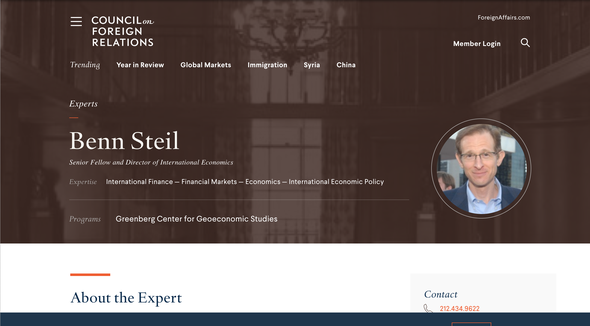 ForeignAffairs.com
COUNCIL on
FOREIGN
RELATIONS
Member Login
Trending Year in Review Global Markets Immigration Syria China
Experts
Benn Steil
Senior Fellow and Director of International Economics
Expertise International Finance — Financial Markets — Economics — International Economic Policy
Programs Greenberg Center for Geoeconomic Studies
About the Expert
Contact
212.434.9622